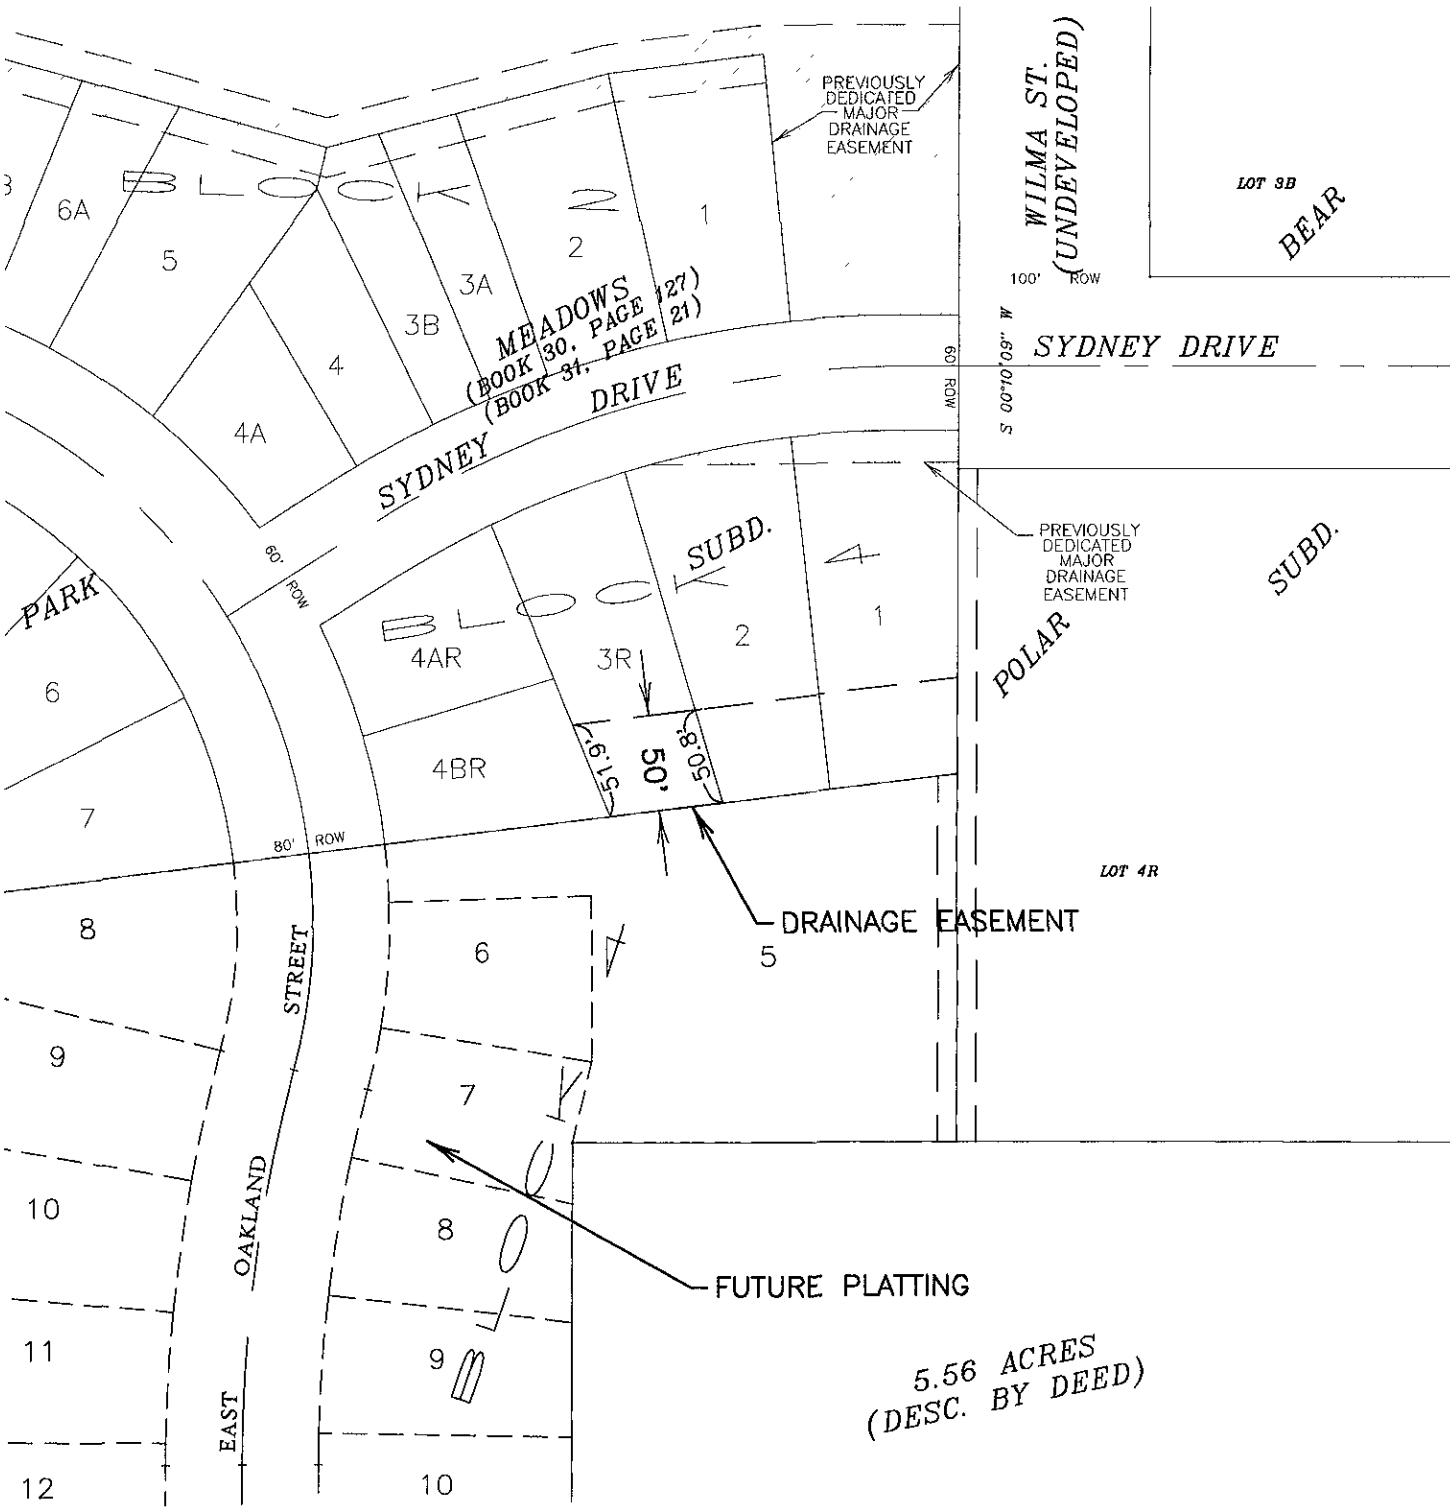 PREVIOUSLY
DEDICATED
MAJOR
DRAINAGE
EASEMENT
WILMA ST.
(UNDEVELOPED)
LOT 3B
BEAR
100' ROW
BLOCK 2
6A
5
4A
4
3B
3A
2
1
MEADOWS
(BOOK 30, PAGE 127)
(BOOK 31, PAGE 21)
SYDNEY DRIVE
60' ROW
S 00°01'09" W
SYDNEY DRIVE
60' ROW
PREVIOUSLY
DEDICATED
MAJOR
DRAINAGE
EASEMENT
SUBD.
POLAR
PARK
SUBD.
BLOCK 4
4AR
3R
2
1
4BR
51.9'
50'
50.8'
6
7
80' ROW
LOT 4R
DRAINAGE EASEMENT
5
8
9
10
11
12
EAST OAKLAND STREET
6
7
8
9
10
BLOCK 4
FUTURE PLATTING
5.56 ACRES
(DESC. BY DEED)